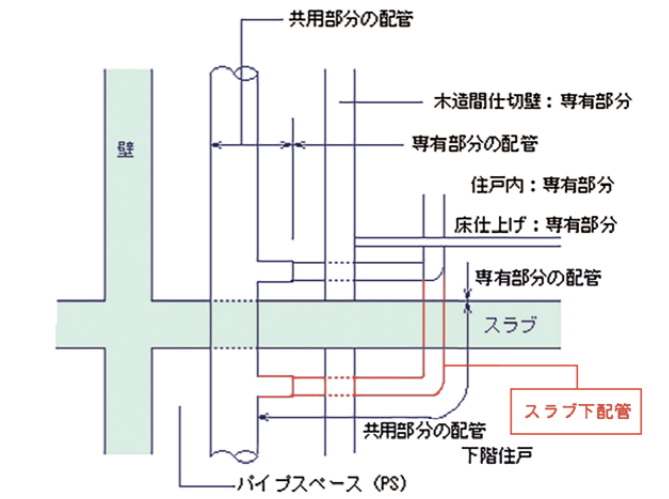 共用部分の配管
木造間仕切壁：専有部分
壁
専有部分の配管
住戸内：専有部分
床仕上げ：専有部分
専有部分の配管
スラブ
スラブ下配管
共用部分の配管
下階住戸
パイプスペース（PS）